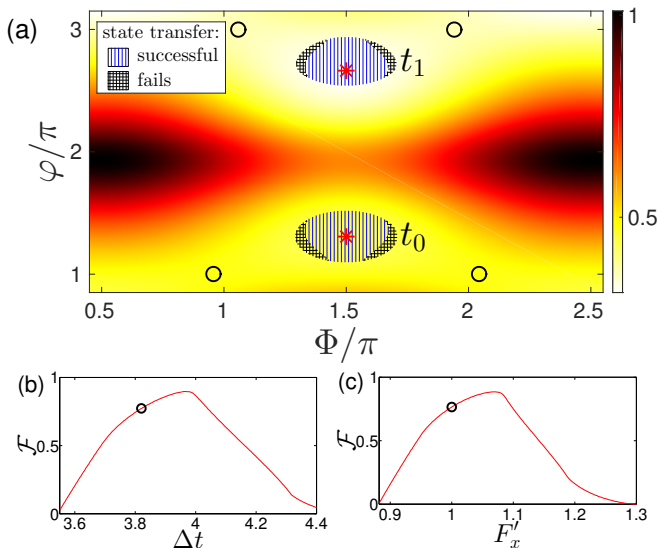 (a)
3
state transfer:
successful
fails
t₁
1
φ/π
2
0.5
t₀
1
0.5
1
1.5
2
2.5
Φ/π
(b)
1
ℱ
0.5
0
3.6
3.8
4
4.2
4.4
Δt
(c)
1
ℱ
0.5
0
0.9
1
1.1
1.2
1.3
F′ₓ